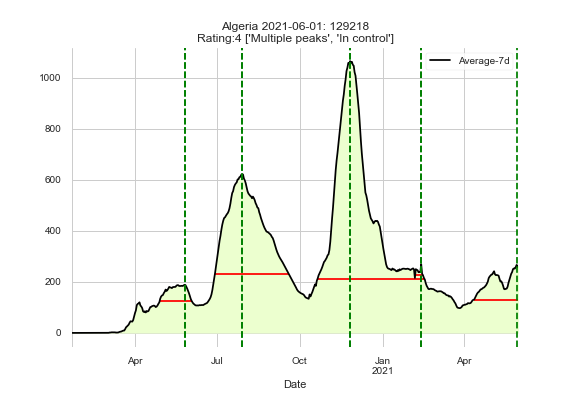 Algeria 2021-06-01: 129218
Rating:4 ['Multiple peaks', 'In control']
Average-7d
1000
800
600
400
200
0
Apr
Jul
Oct
Jan
2021
Apr
Date